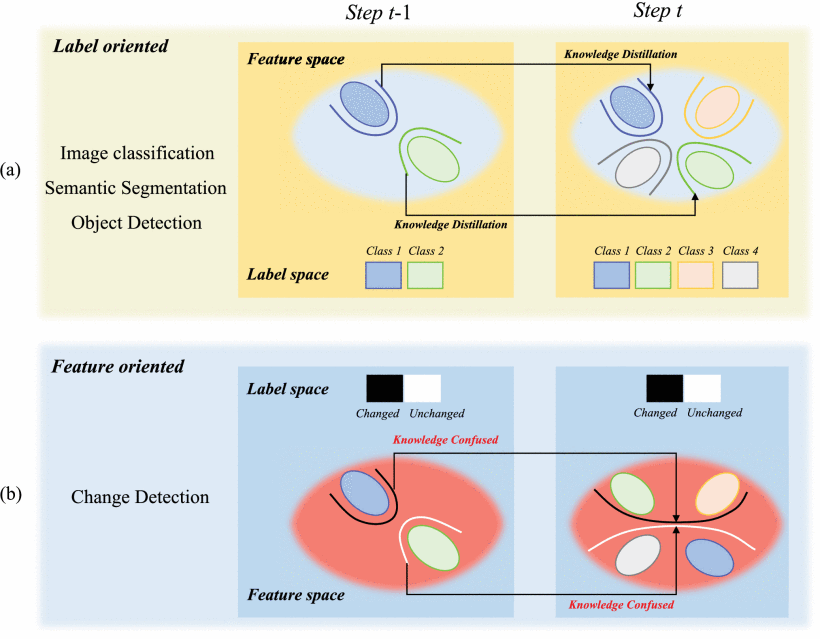 Step t-1
Step t
(a)
Label oriented
Image classification
Semantic Segmentation
Object Detection
Feature space
Knowledge Distillation
Knowledge Distillation
Class 1 Class 2
Class 1 Class 2 Class 3 Class 4
Label space
(b)
Feature oriented
Change Detection
Label space
Changed Unchanged
Changed Unchanged
Knowledge Confused
Feature space
Knowledge Confused